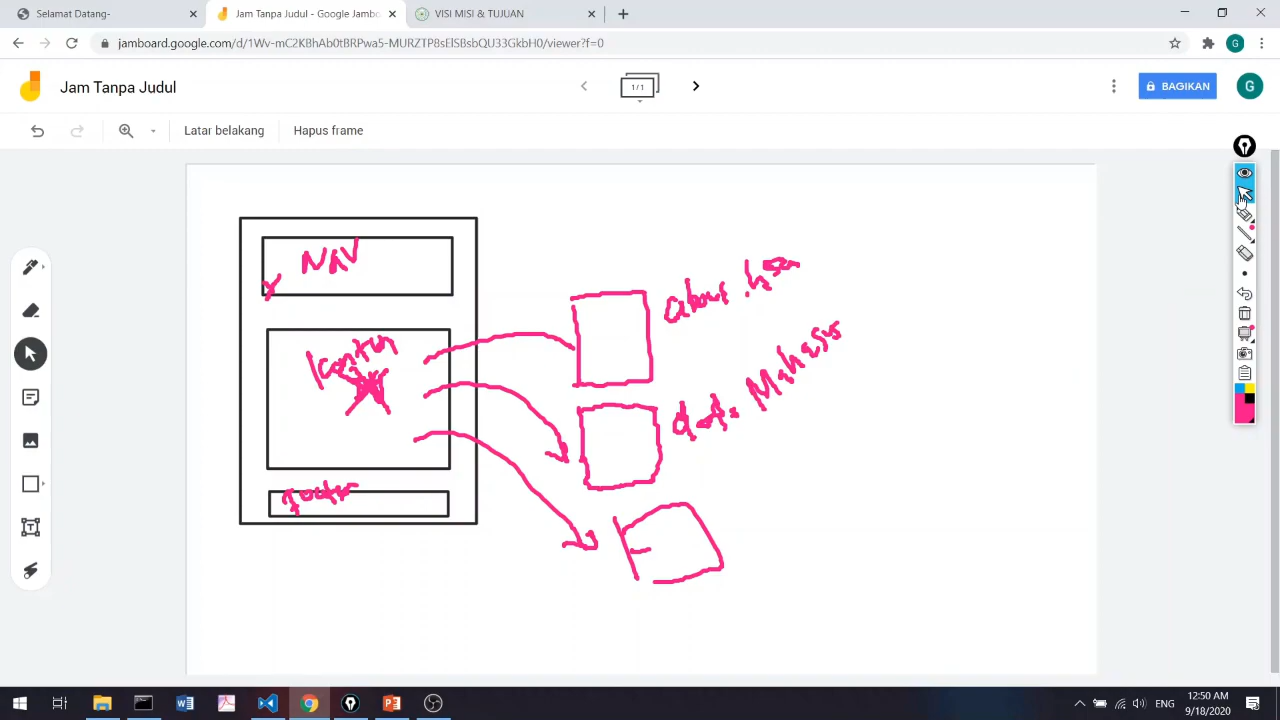 Selamat Datang-
Jam Tanpa Judul - Google Jambo
VISI MISI & TUJUAN
jamboard.google.com/d/1Wv-mC2KBhAb0tBRPwa5-MURZTP8sElSBsbQU33GkbH0/viewer?f=0
G
Jam Tanpa Judul
1/1
BAGIKAN
G
Latar belakang
Hapus frame
NAV
Konten
Footer
about
data Mahasis
ENG
12:50 AM
9/18/2020